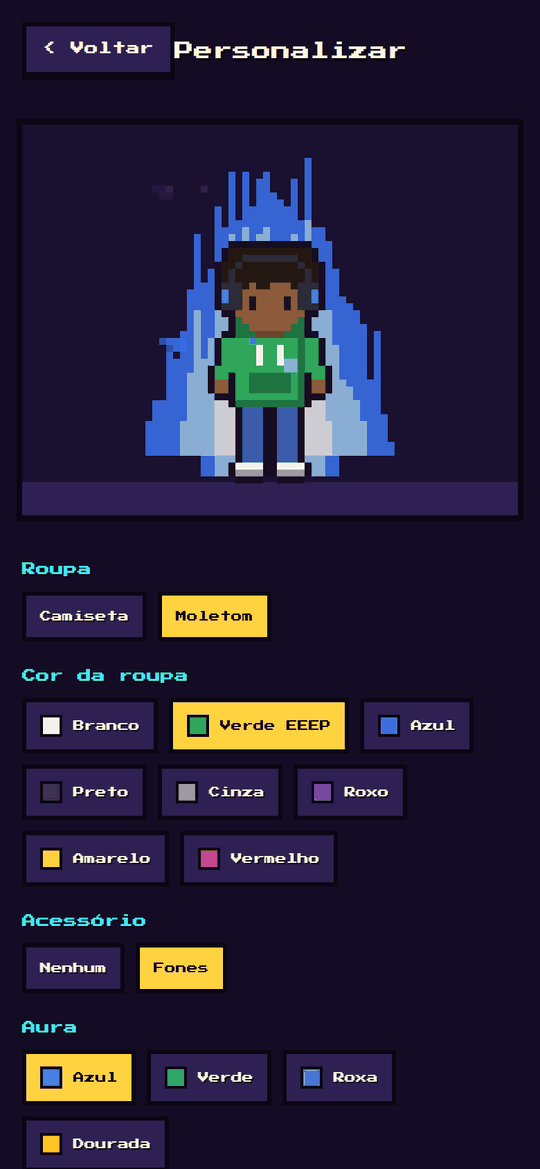 < Voltar Personalizar
Roupa
Camiseta Moletom
Cor da roupa
Branco Verde EEEP Azul
Preto Cinza Roxo
Amarelo Vermelho
Acessório
Nenhum Fones
Aura
Azul Verde Roxa
Dourada